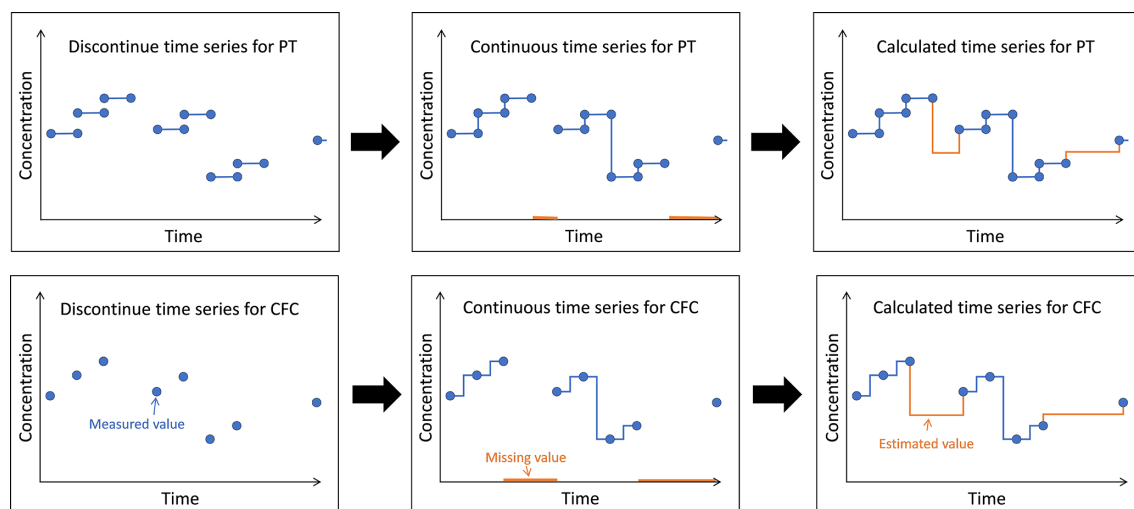 Discontinue time series for PT
Concentration
Time
Continuous time series for PT
Concentration
Time
Calculated time series for PT
Concentration
Time
Discontinue time series for CFC
Concentration
Measured value
Time
Continuous time series for CFC
Concentration
Missing value
Time
Calculated time series for CFC
Concentration
Estimated value
Time